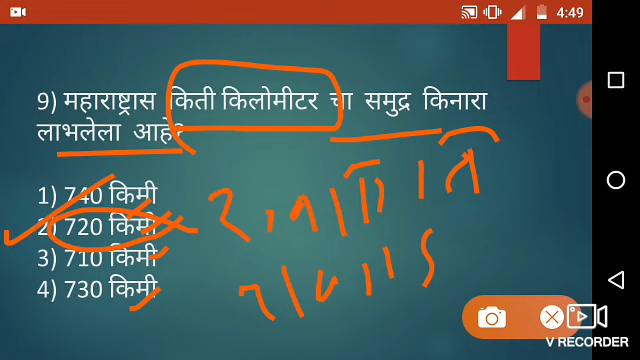 4:49
9) महाराष्ट्रास किती किलोमीटर चा समुद्र किनारा
लाभलेला आहे?
1) 740 किमी
2) 720 किमी
3) 710 किमी
4) 730 किमी
V RECORDER